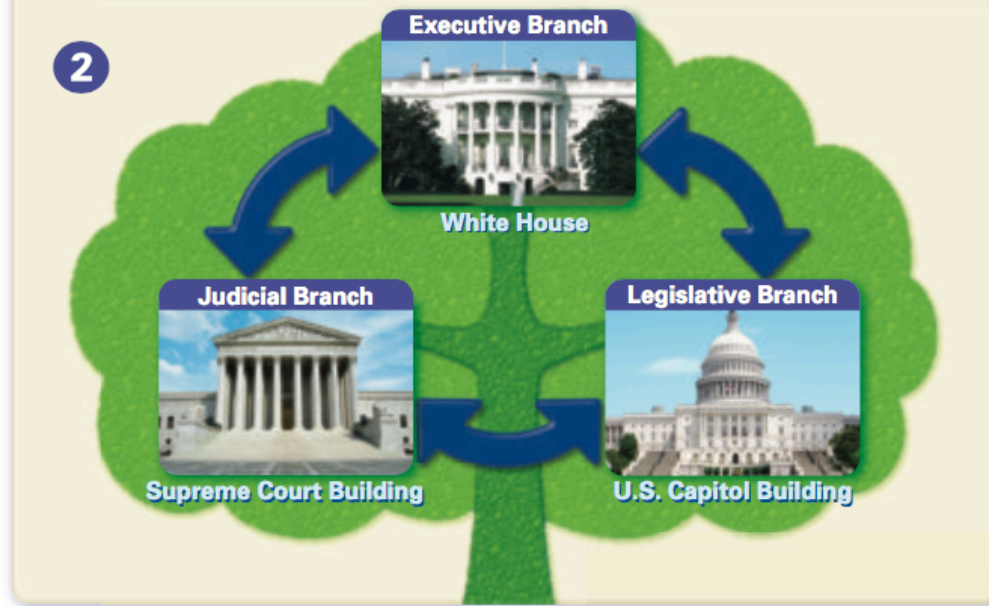 2
Executive Branch
White House
Judicial Branch
Supreme Court Building
Legislative Branch
U.S. Capitol Building